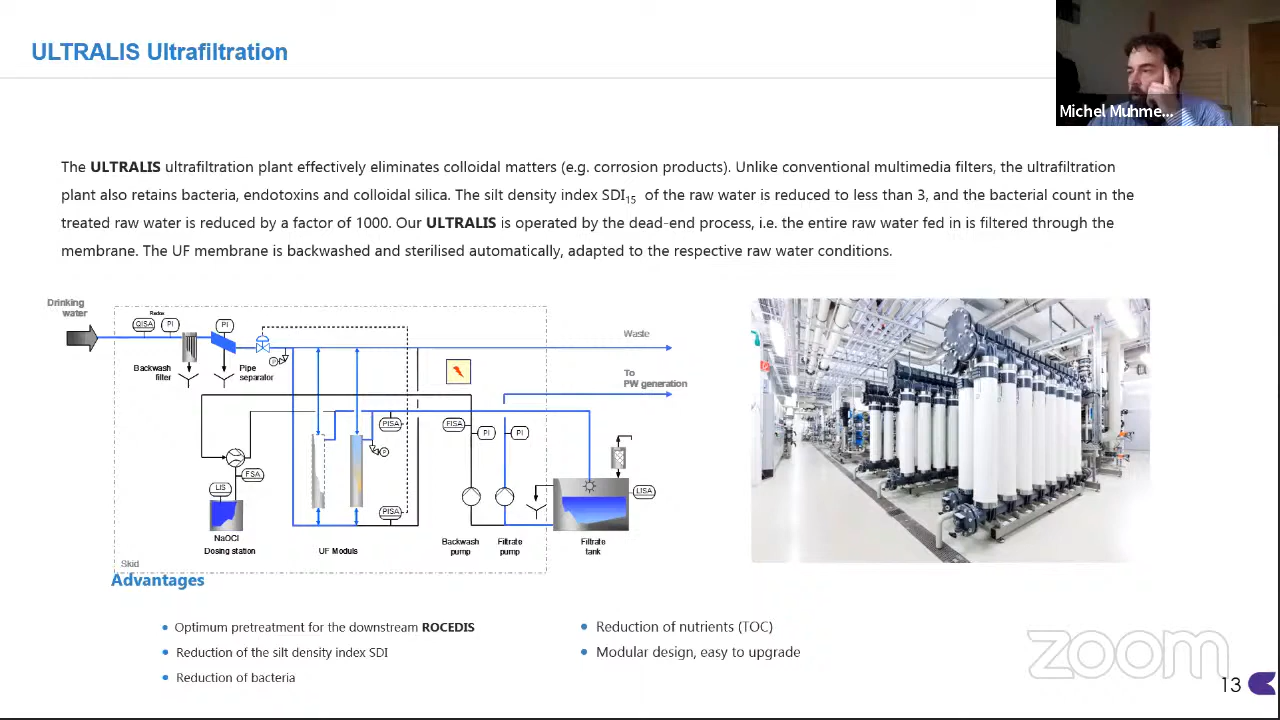 ULTRALIS Ultrafiltration
Michel Muhme...
The ULTRALIS ultrafiltration plant effectively eliminates colloidal matters (e.g. corrosion products). Unlike conventional multimedia filters, the ultrafiltration
plant also retains bacteria, endotoxins and colloidal silica. The silt density index SDI15 of the raw water is reduced to less than 3, and the bacterial count in the
treated raw water is reduced by a factor of 1000. Our ULTRALIS is operated by the dead-end process, i.e. the entire raw water fed in is filtered through the
membrane. The UF membrane is backwashed and sterilised automatically, adapted to the respective raw water conditions.
Drinking
water
Redox
QISA
PI
PI
Backwash
filter
Pipe
separator
P
Waste
To
PW generation
PISA
FISA
PI
PI
P
FSA
LIS
PISA
LISA
NaOCl
Dosing station
UF Moduls
Backwash
pump
Filtrate
pump
Filtrate
tank
Skid
Advantages
• Optimum pretreatment for the downstream ROCEDIS
• Reduction of the silt density index SDI
• Reduction of bacteria
• Reduction of nutrients (TOC)
• Modular design, easy to upgrade
zoom
13